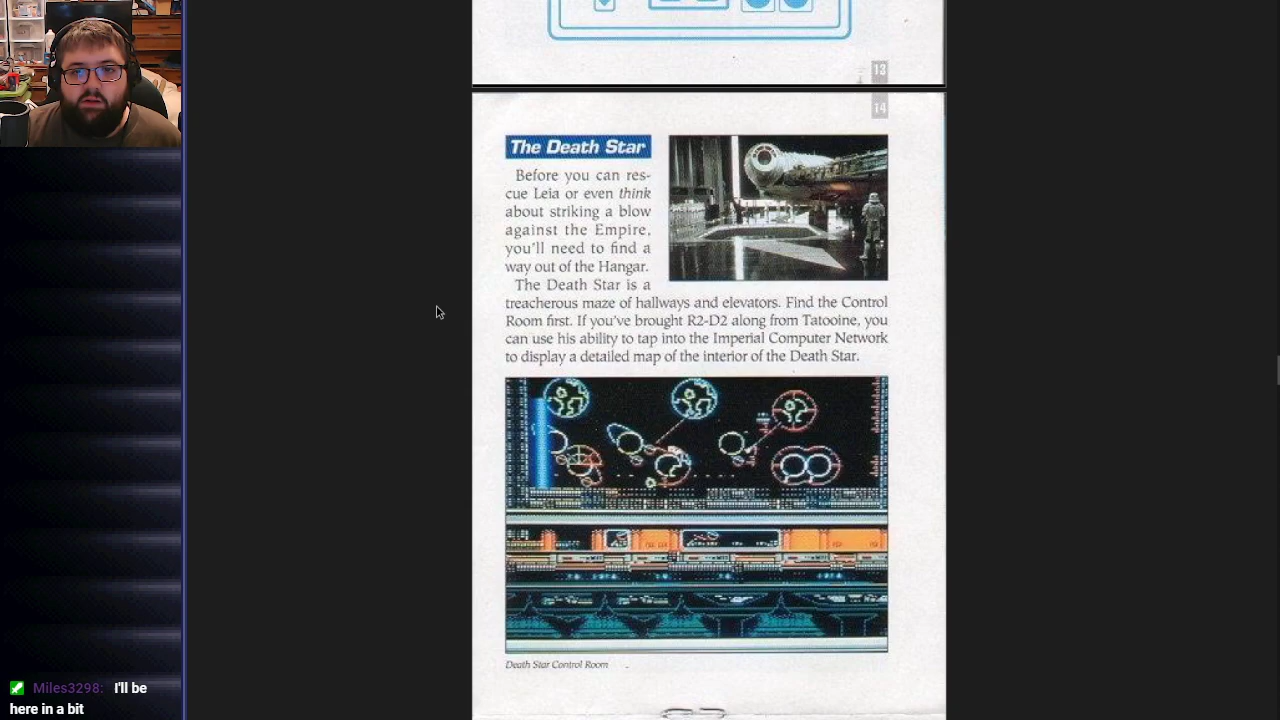 13
14
The Death Star
Before you can res-
cue Leia or even think
about striking a blow
against the Empire,
you'll need to find a
way out of the Hangar.
The Death Star is a
treacherous maze of hallways and elevators. Find the Control
Room first. If you've brought R2-D2 along from Tatooine, you
can use his ability to tap into the Imperial Computer Network
to display a detailed map of the interior of the Death Star.
Death Star Control Room
Miles3298: I'll be
here in a bit